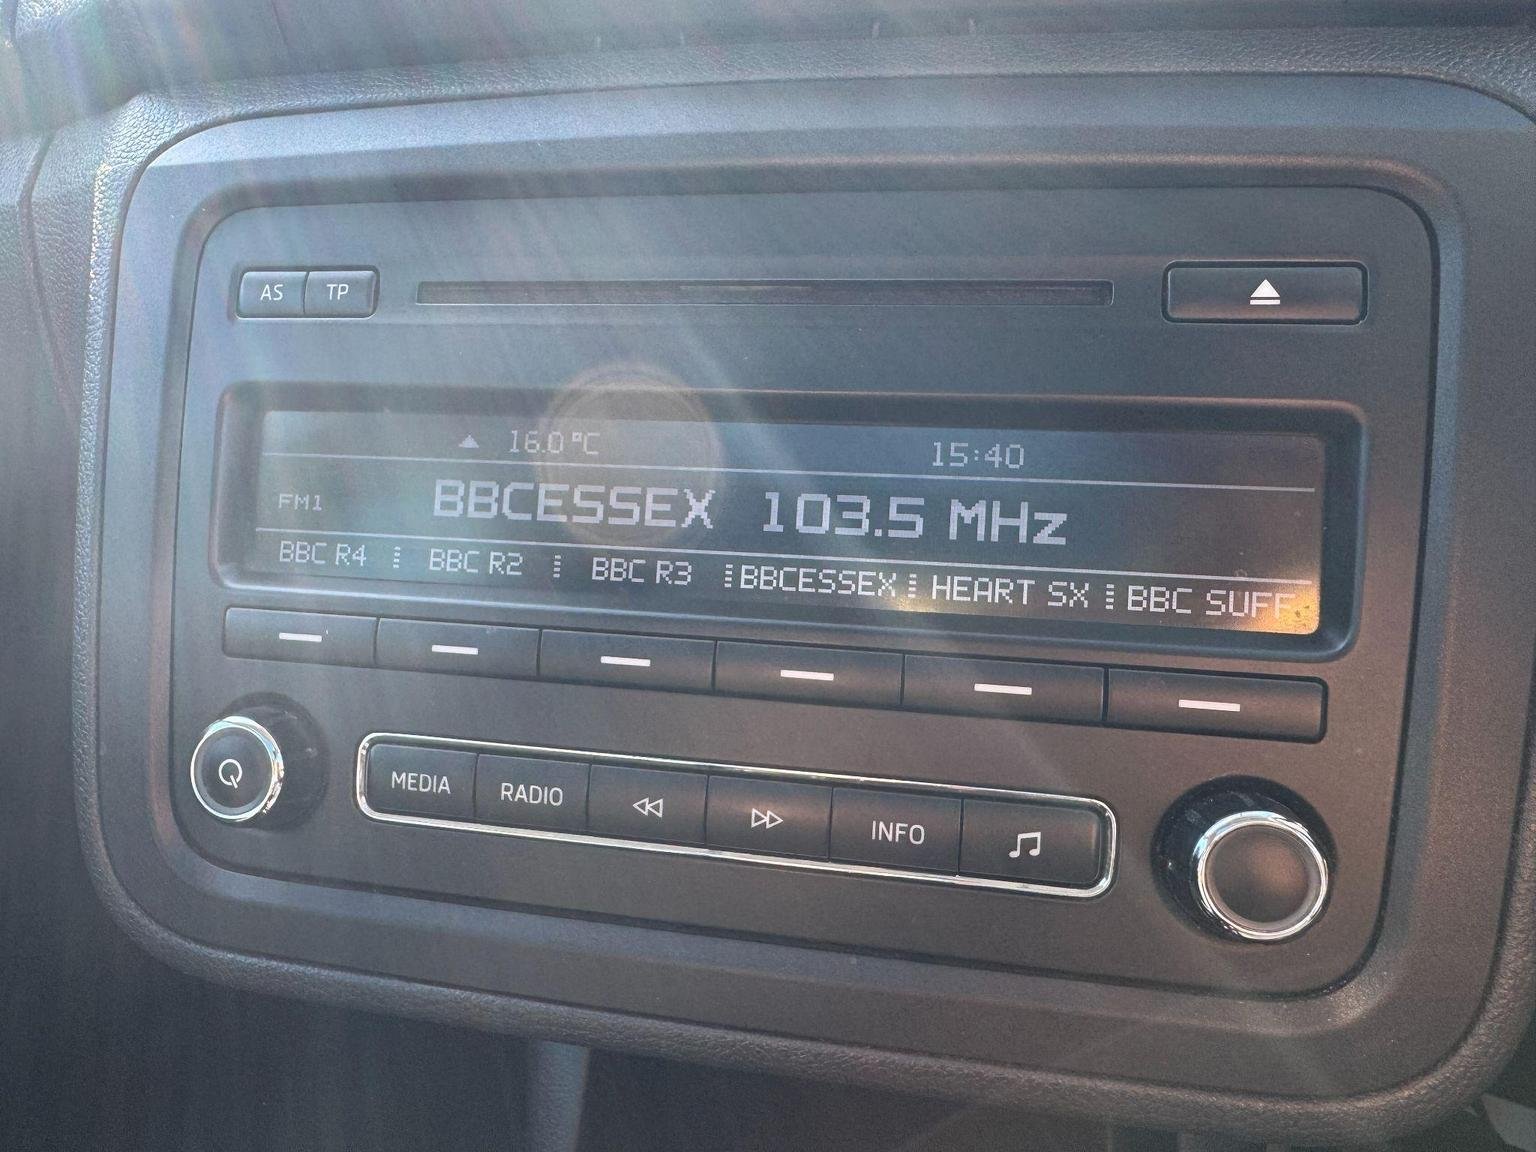 AS TP
16.0 °C 15:40
FM1 BBCESSEX 103.5 MHz
BBC R4 BBC R2 BBC R3 BBCESSEX HEART SX BBC SUFF
MEDIA RADIO INFO